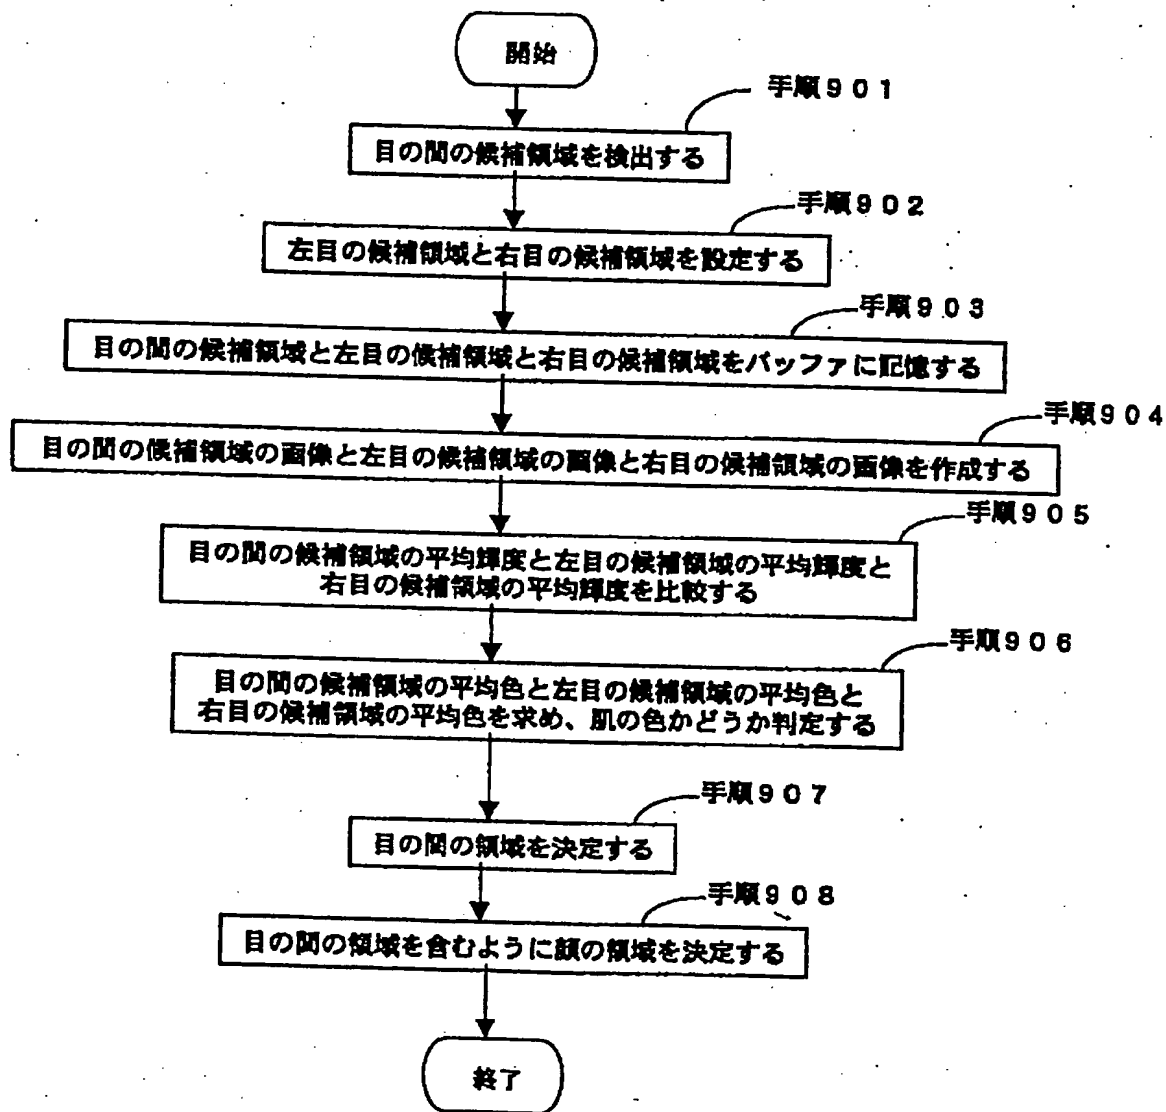 開始
手順901
目の間の候補領域を検出する
手順902
左目の候補領域と右目の候補領域を設定する
手順903
目の間の候補領域と左目の候補領域と右目の候補領域をバッファに記憶する
手順904
目の間の候補領域の画像と左目の候補領域の画像と右目の候補領域の画像を作成する
手順905
目の間の候補領域の平均輝度と左目の候補領域の平均輝度と
右目の候補領域の平均輝度を比較する
手順906
目の間の候補領域の平均色と左目の候補領域の平均色と
右目の候補領域の平均色を求め、肌の色かどうか判定する
手順907
目の間の領域を決定する
手順908
目の間の領域を含むように顔の領域を決定する
終了